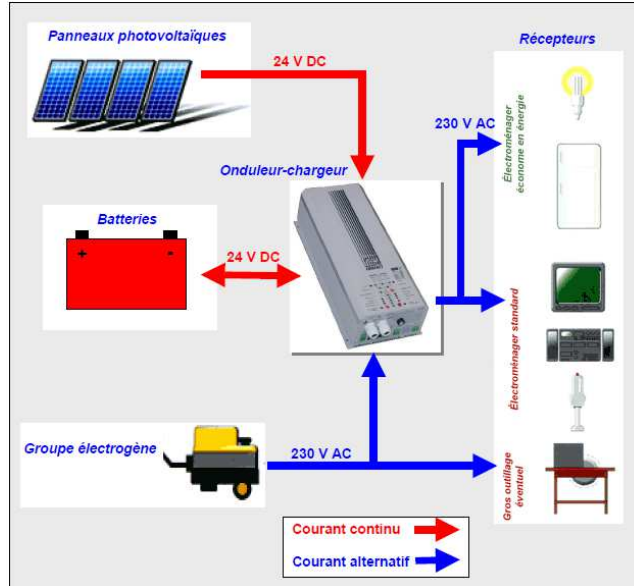 Panneaux photovoltaïques
24 V DC
Récepteurs
230 V AC
Électroménager
économe en énergie
Onduleur-chargeur
Batteries
+ -
24 V DC
Électroménager standard
Groupe électrogène
230 V AC
Gros outillage
éventuel
Courant continu
Courant alternatif